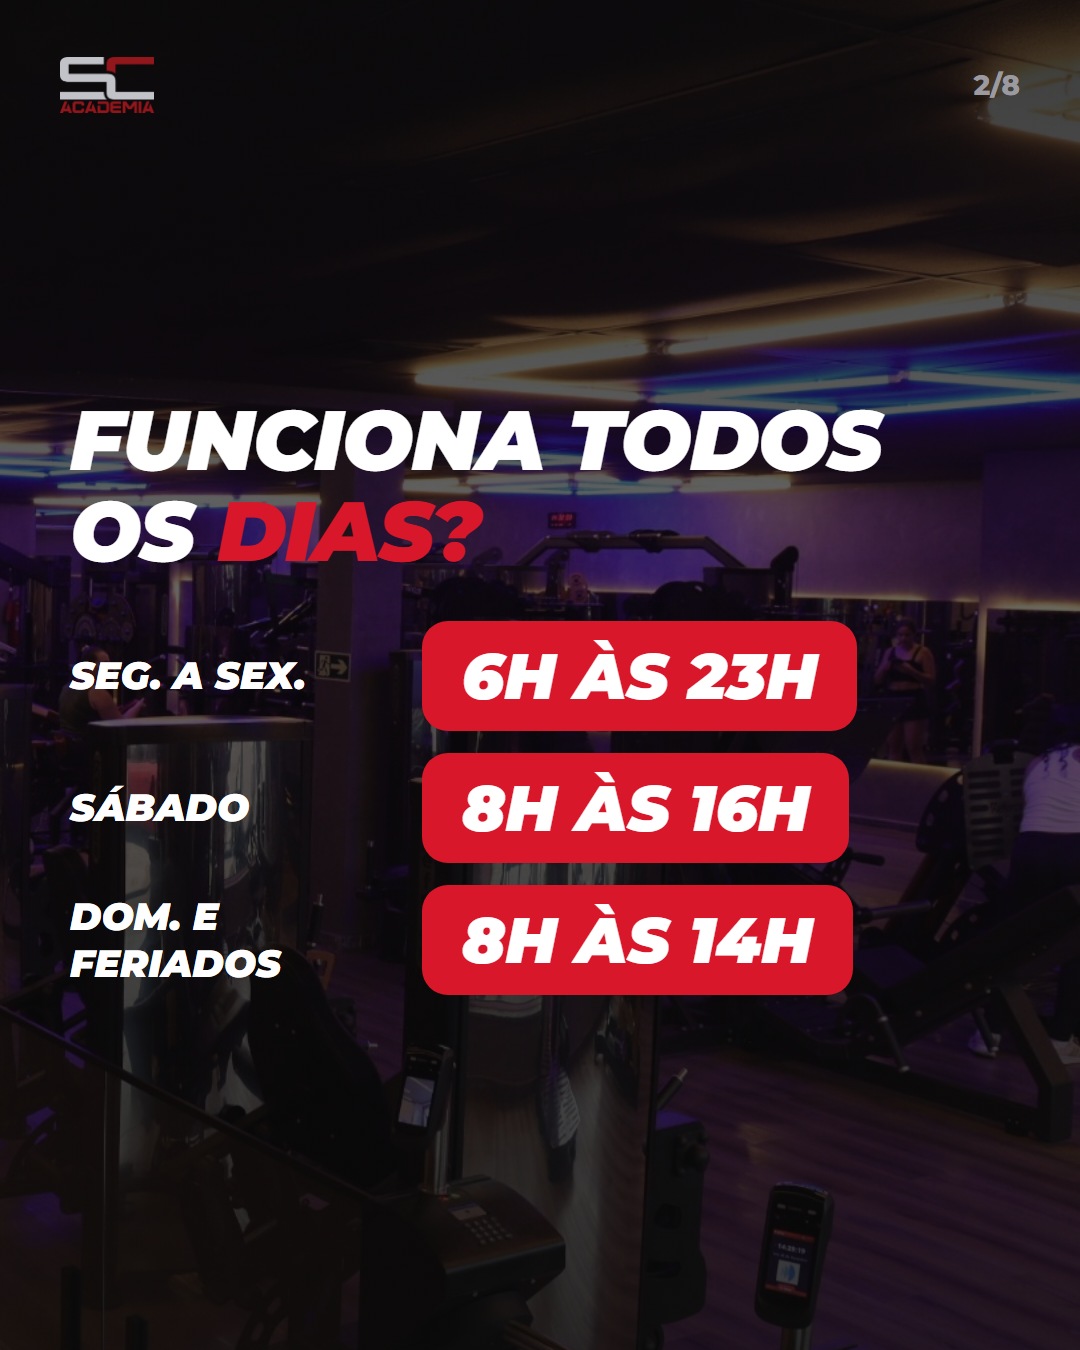 SC
ACADEMIA
2/8
FUNCIONA TODOS
OS DIAS?
SEG. A SEX.
6H ÀS 23H
SÁBADO
8H ÀS 16H
DOM. E
FERIADOS
8H ÀS 14H